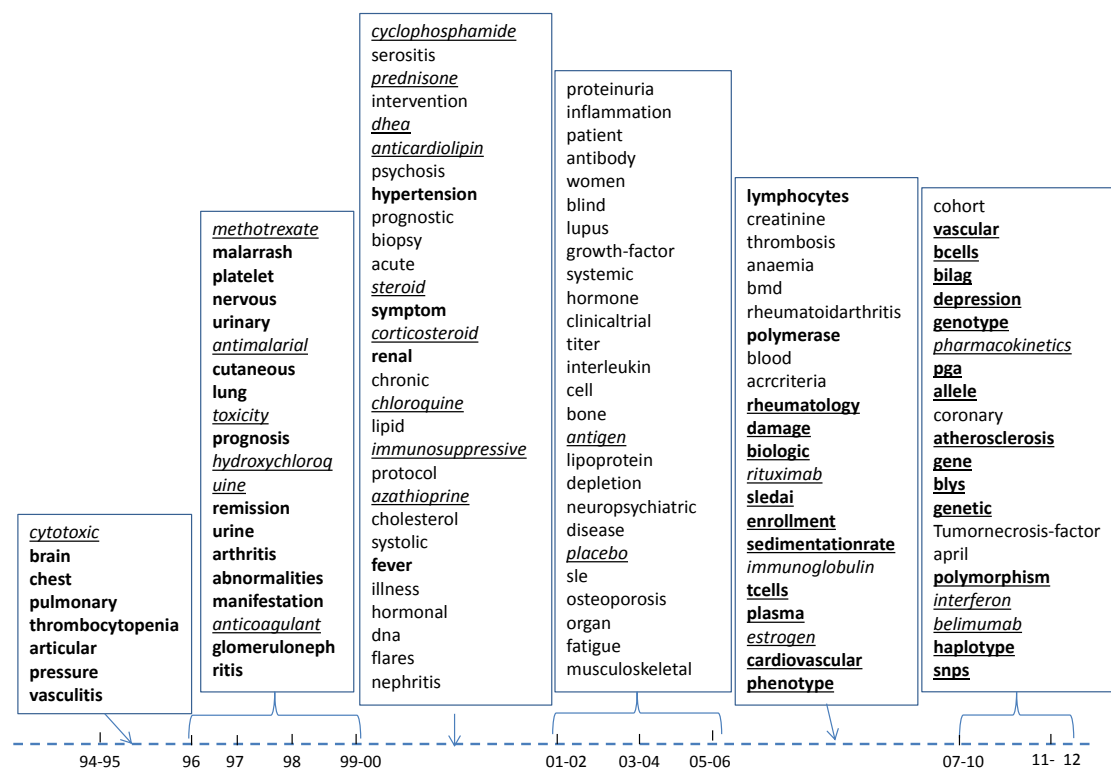 cytotoxic
brain
chest
pulmonary
thrombocytopenia
articular
pressure
vasculitis
methotrexate
malarrash
platelet
nervous
urinary
antimalarial
cutaneous
lung
toxicity
prognosis
hydroxychloroq
uine
remission
urine
arthritis
abnormalities
manifestation
anticoagulant
glomeruloneph
ritis
cyclophosphamide
serositis
prednisone
intervention
dhea
anticardiolipin
psychosis
hypertension
prognostic
biopsy
acute
steroid
symptom
corticosteroid
renal
chronic
chloroquine
lipid
immunosuppressive
protocol
azathioprine
cholesterol
systolic
fever
illness
hormonal
dna
flares
nephritis
proteinuria
inflammation
patient
antibody
women
blind
lupus
growth-factor
systemic
hormone
clinicaltrial
titer
interleukin
cell
bone
antigen
lipoprotein
depletion
neuropsychiatric
disease
placebo
sle
osteoporosis
organ
fatigue
musculoskeletal
lymphocytes
creatinine
thrombosis
anaemia
bmd
rheumatoidarthritis
polymerase
blood
acrcriteria
rheumatology
damage
biologic
rituximab
sledai
enrollment
sedimentationrate
immunoglobulin
tcells
plasma
estrogen
cardiovascular
phenotype
cohort
vascular
bcells
bilag
depression
genotype
pharmacokinetics
pga
allele
coronary
atherosclerosis
gene
blys
genetic
Tumornecrosis-factor
april
polymorphism
interferon
belimumab
haplotype
snps
94-95 96 97 98 99-00 01-02 03-04 05-06 07-10 11- 12